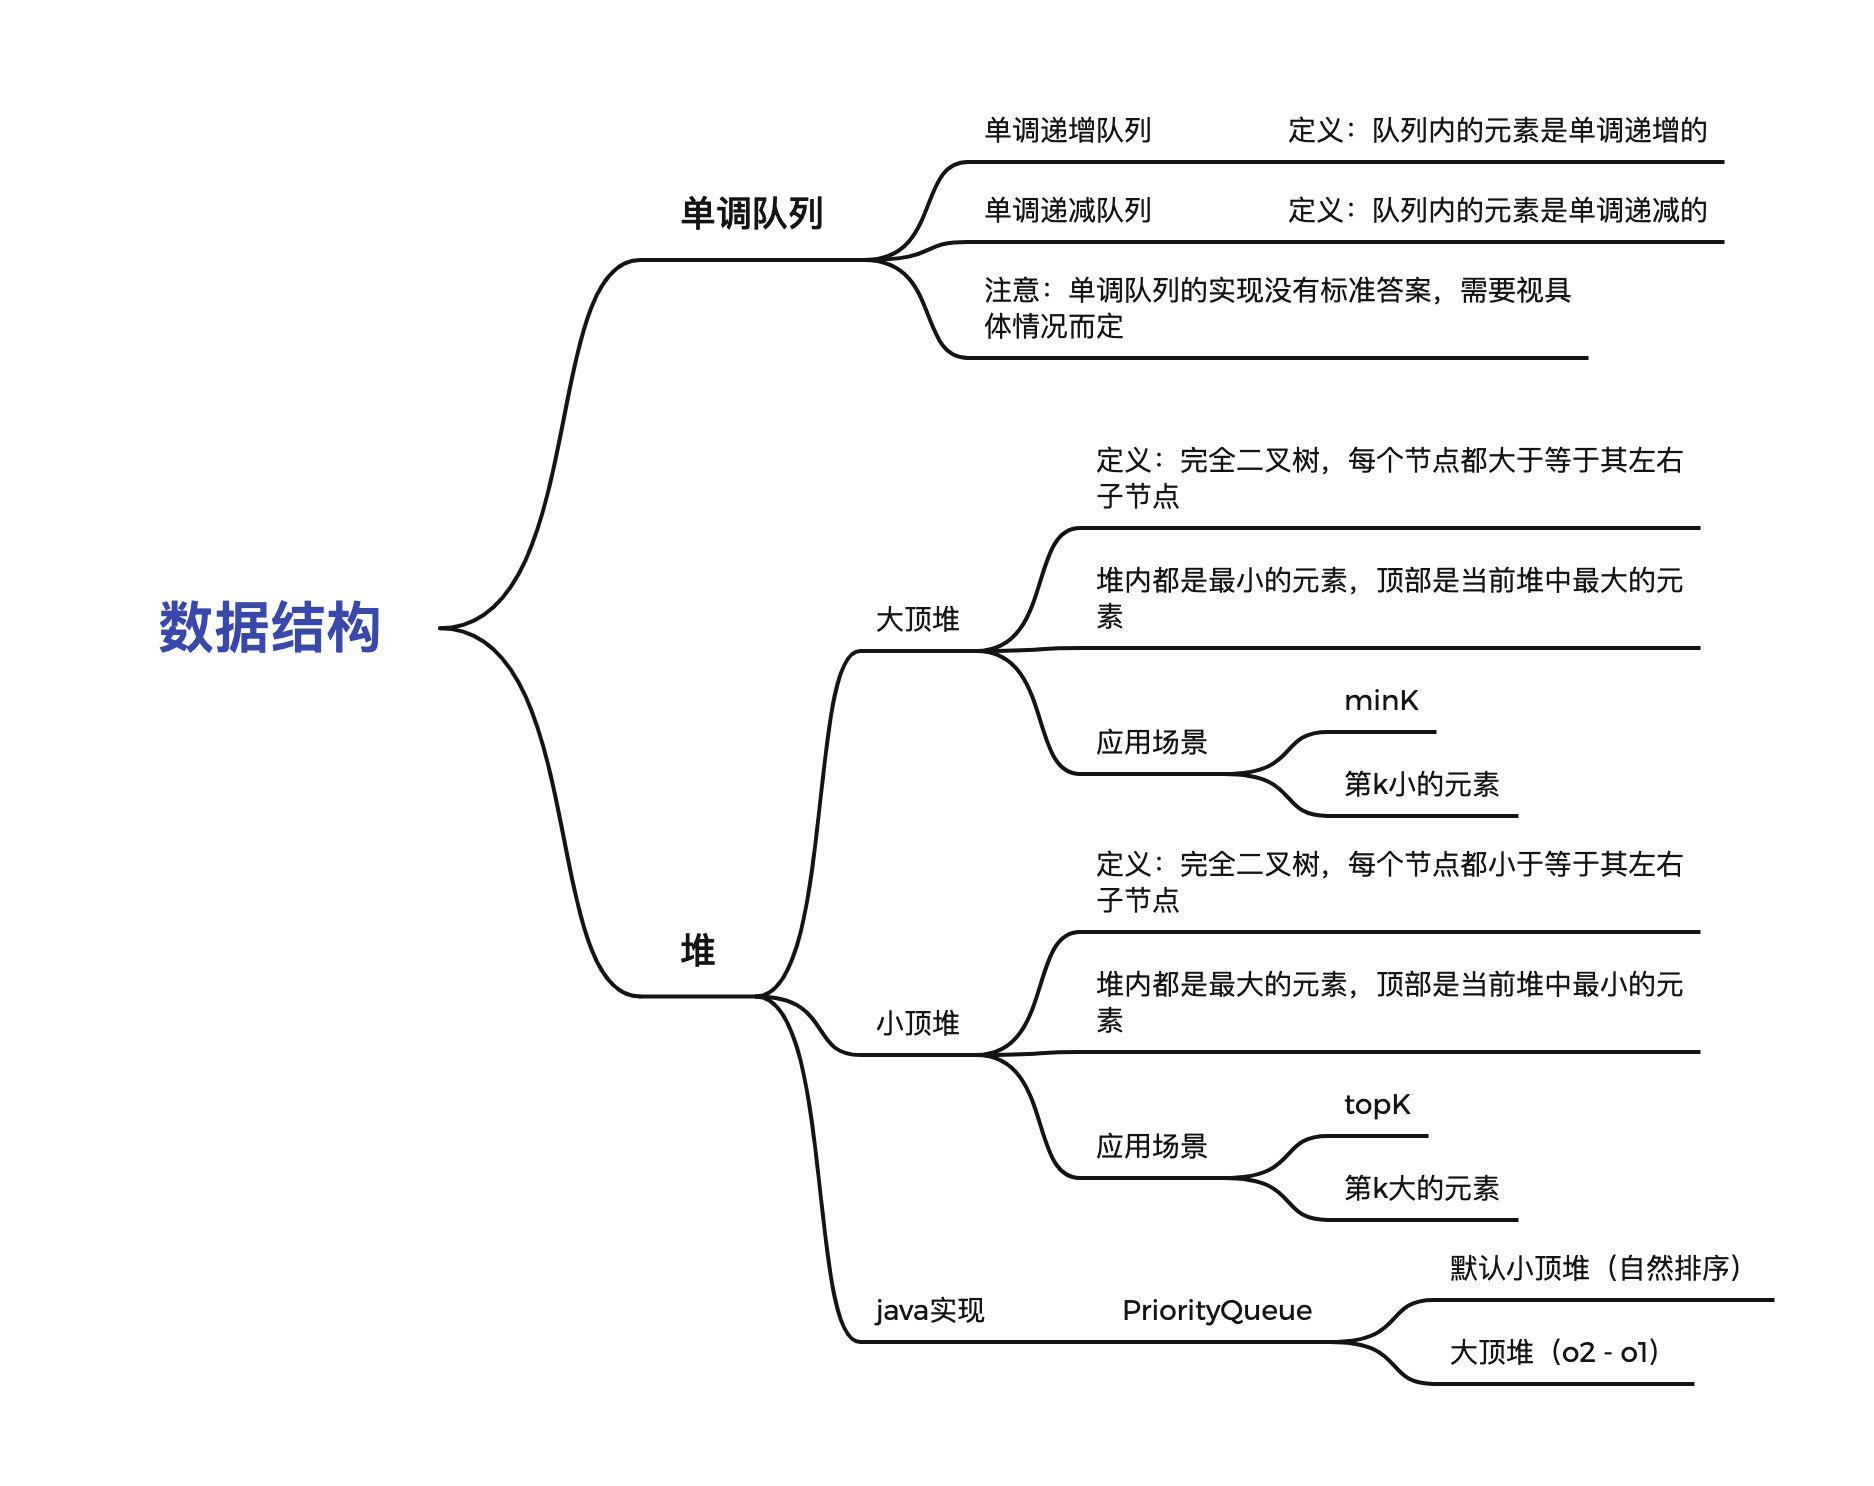 数据结构
单调队列
单调递增队列
定义：队列内的元素是单调递增的
单调递减队列
定义：队列内的元素是单调递减的
注意：单调队列的实现没有标准答案，需要视具
体情况而定
堆
大顶堆
定义：完全二叉树，每个节点都大于等于其左右
子节点
堆内都是最小的元素，顶部是当前堆中最大的元
素
应用场景
minK
第k小的元素
小顶堆
定义：完全二叉树，每个节点都小于等于其左右
子节点
堆内都是最大的元素，顶部是当前堆中最小的元
素
应用场景
topK
第k大的元素
java实现
PriorityQueue
默认小顶堆（自然排序）
大顶堆（o2 - o1）